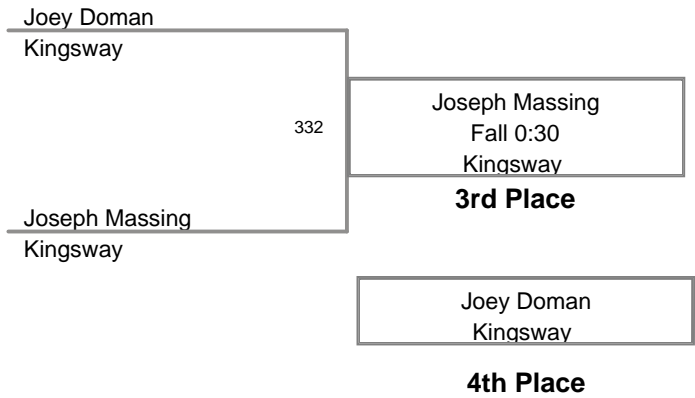 Joey Doman
Kingsway
332
Joseph Massing
Fall 0:30
Kingsway
3rd Place
Joseph Massing
Kingsway
Joey Doman
Kingsway
4th Place